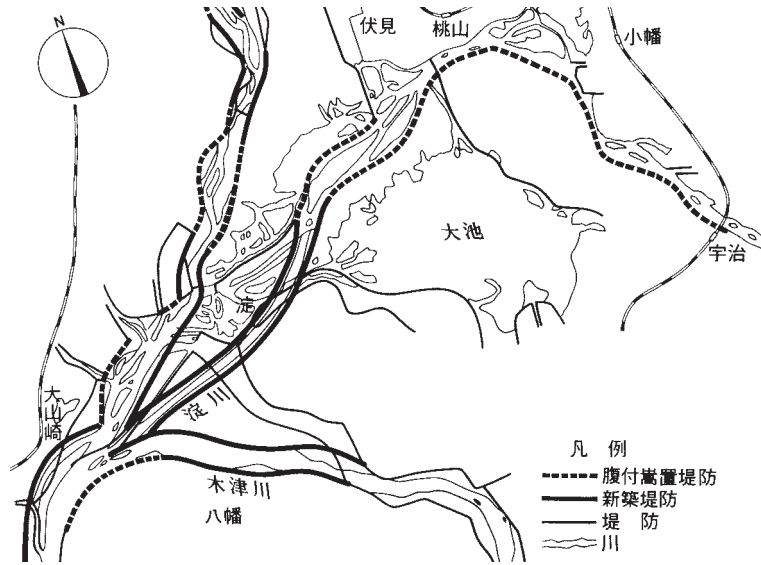 N
伏見
桃山
小幡
大池
宇治
淀
大山崎
淀川
木津川
八幡
凡 例
腹付嵩置堤防
新築堤防
堤 防
川